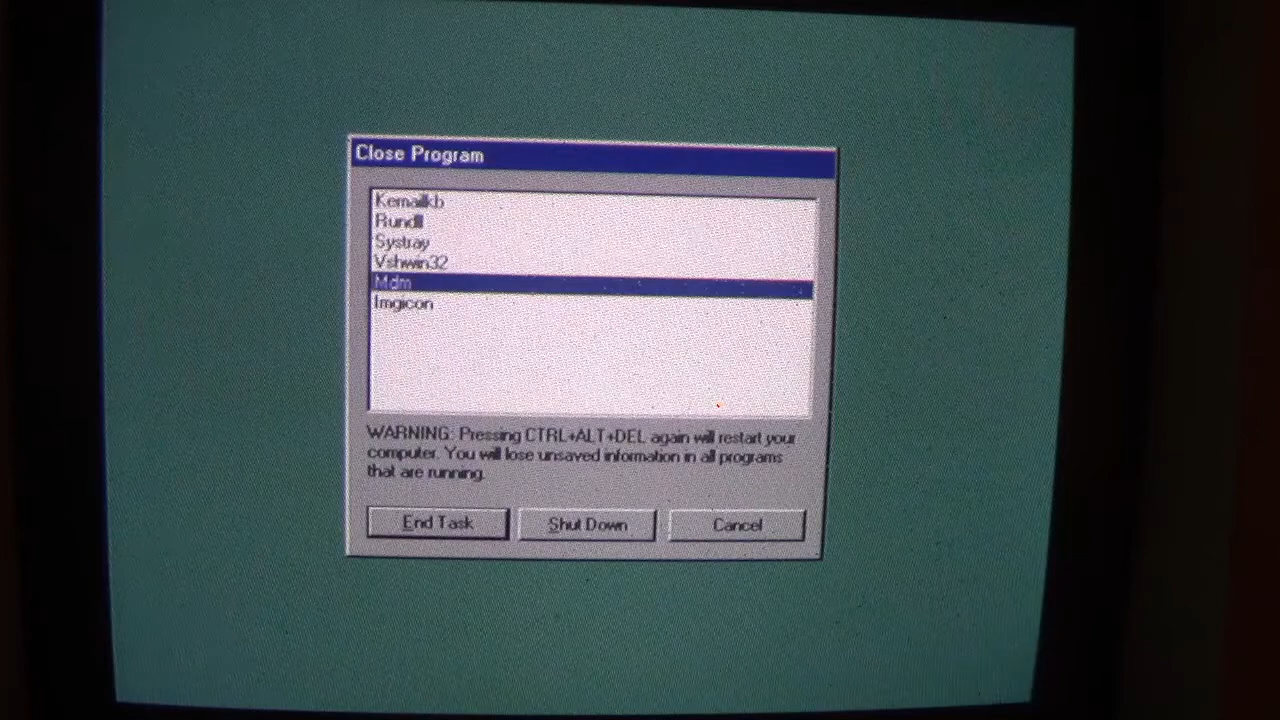 Close Program
Kemailkb
Rundll
Systray
Vshwin32
Mdm
Imgicon
WARNING: Pressing CTRL+ALT+DEL again will restart your
computer. You will lose unsaved information in all programs
that are running.
End Task
Shut Down
Cancel